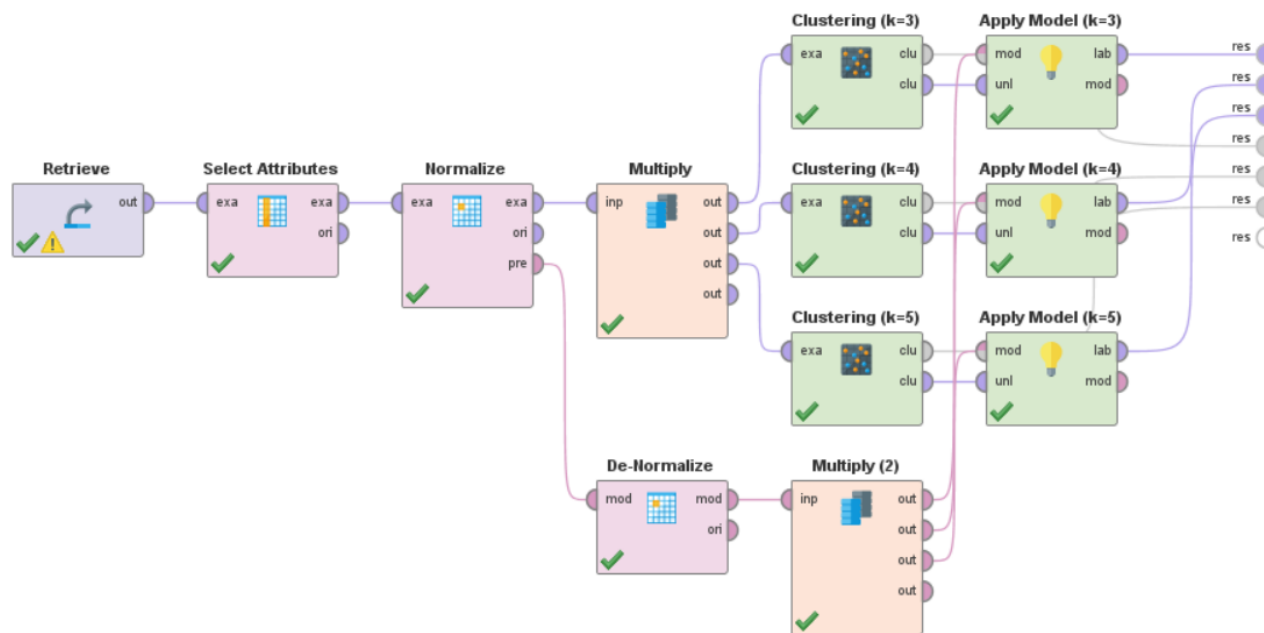 Clustering (k=3)
exa clu
clu
Apply Model (k=3)
mod lab
unl mod
res
res
res
res
res
res
res
Retrieve
out
Select Attributes
exa exa
ori
Normalize
exa exa
ori
pre
Multiply
inp out
out
out
out
Clustering (k=4)
exa clu
clu
Apply Model (k=4)
mod lab
unl mod
Clustering (k=5)
exa clu
clu
Apply Model (k=5)
mod lab
unl mod
De-Normalize
mod mod
ori
Multiply (2)
inp out
out
out
out